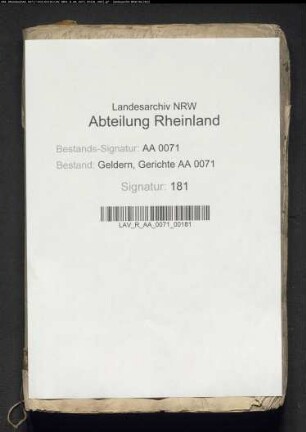 Landesarchiv NRW
Abteilung Rheinland
Bestands-Signatur: AA 0071
Bestand: Geldern, Gerichte AA 0071
Signatur: 181
LAV_R_AA_0071_00181